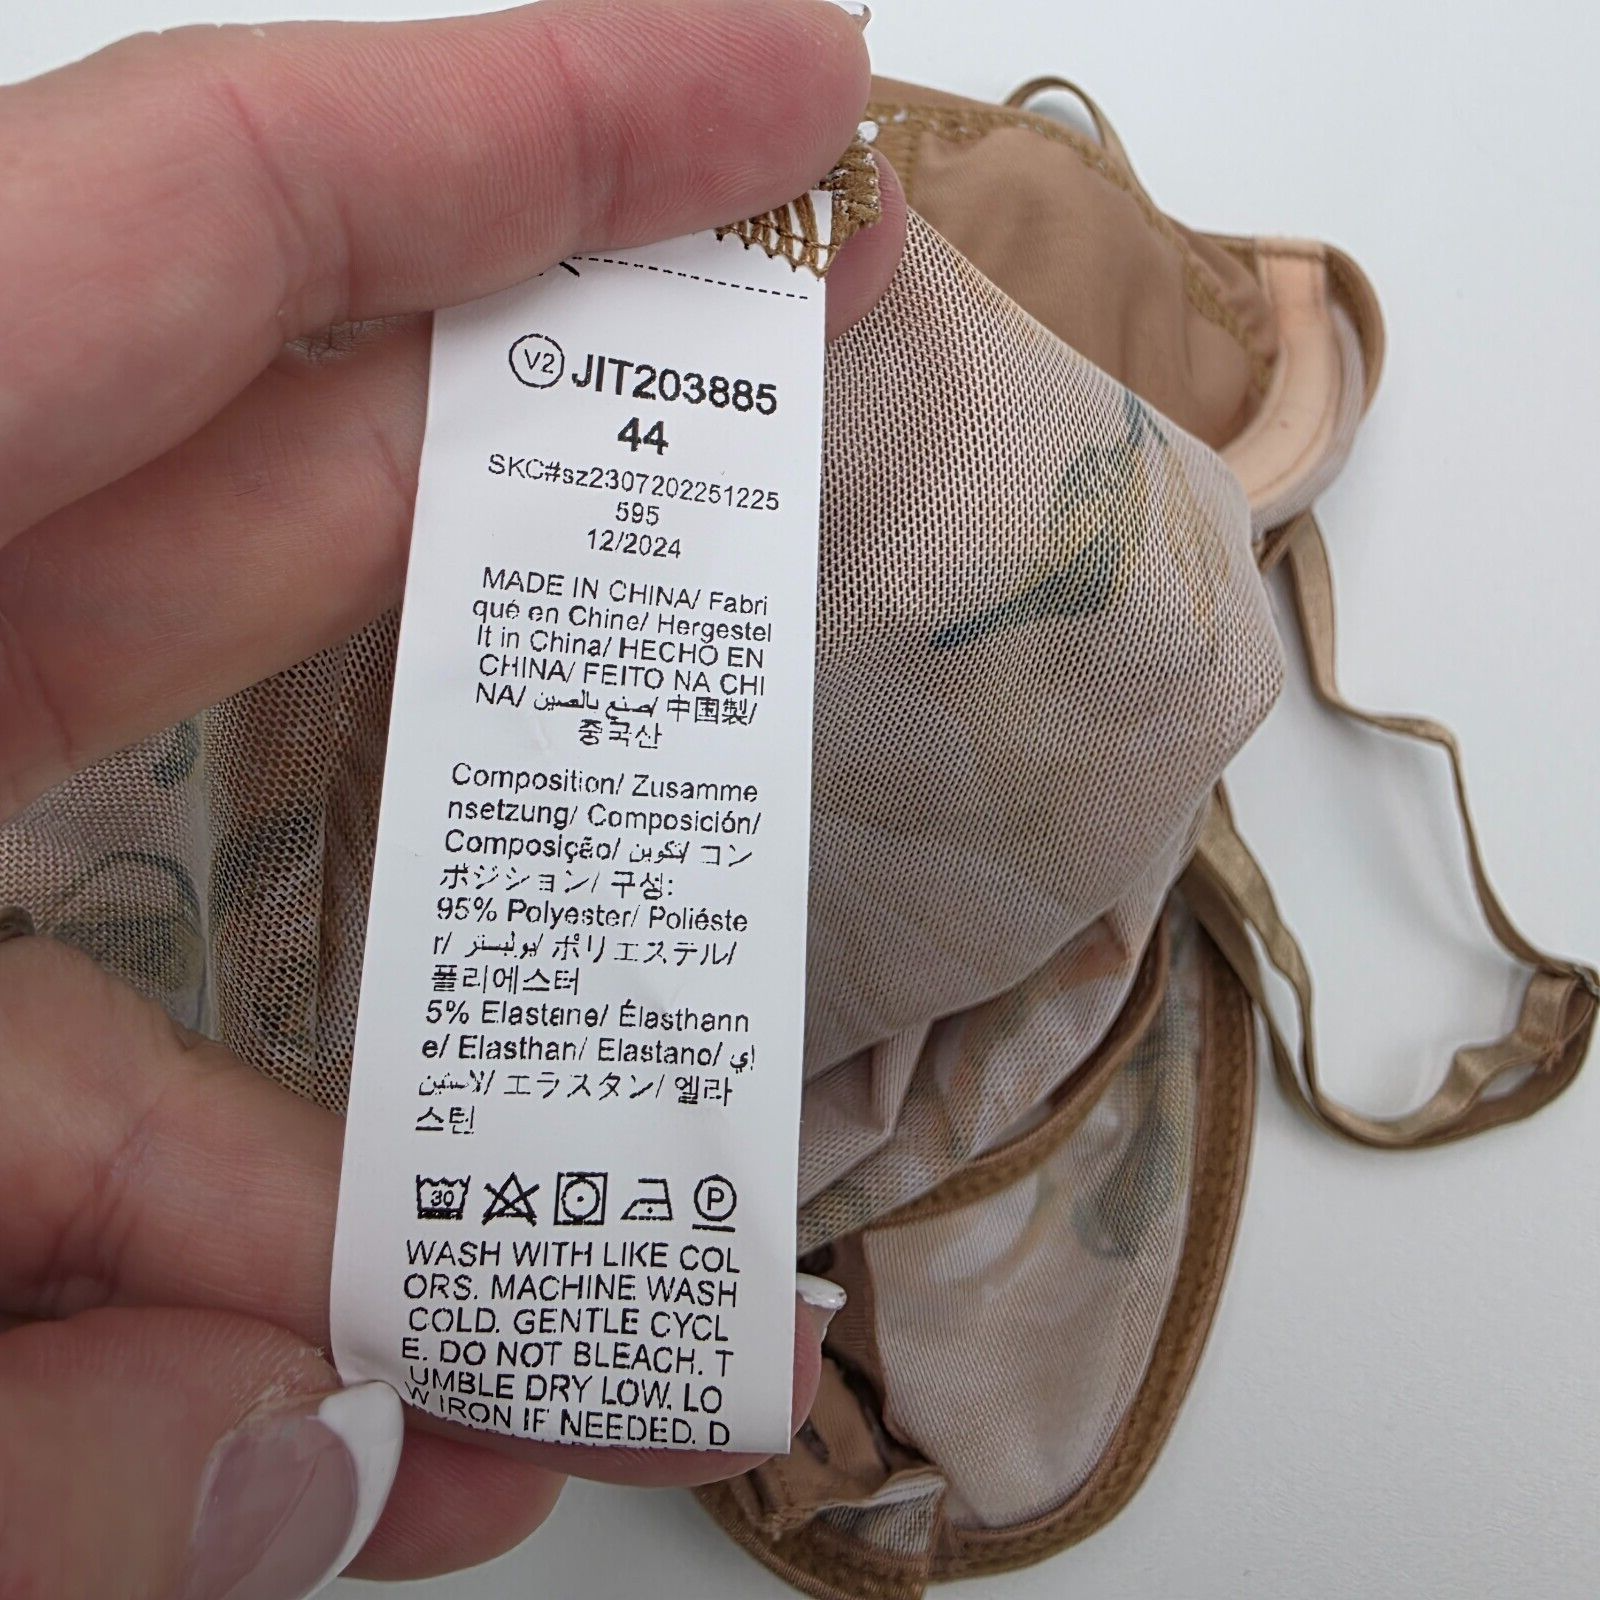 V2 JIT203885
44
SKC#sz2307202251225
595
12/2024
MADE IN CHINA/ Fabri
qué en Chine/ Hergestel
lt in China/ HECHO EN
CHINA/ FEITO NA CHI
NA/ صنع بالصين/ 中国製/
중국산
Composition/ Zusamme
nsetzung/ Composición/
Composição/ تكوين/ コン
ポジション/ 구성:
95% Polyester/ Poliéste
r/ بوليستر/ ポリエステル/
폴리에스터
5% Elastane/ Élasthann
e/ Elasthan/ Elastano/ إي
لاستين/ エラスタン/ 엘라
스틴
30 P
WASH WITH LIKE COL
ORS. MACHINE WASH
COLD. GENTLE CYCL
E. DO NOT BLEACH. T
UMBLE DRY LOW. LO
W IRON IF NEEDED. D